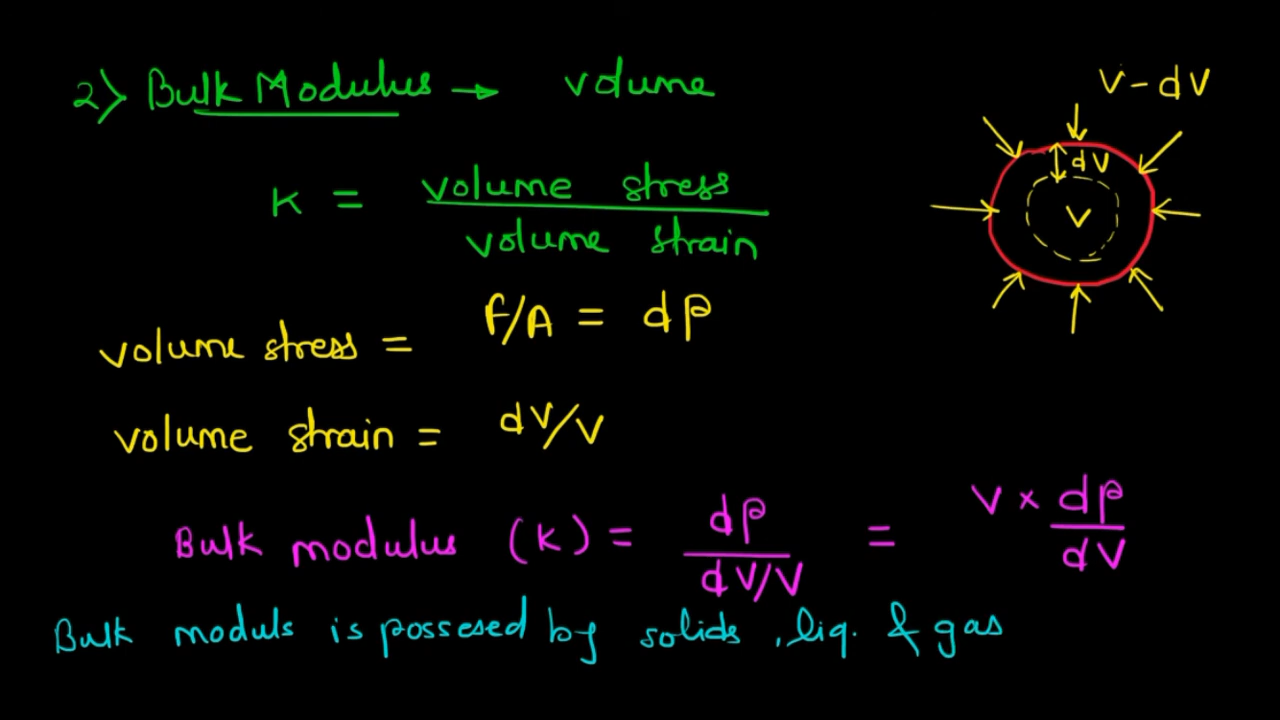 2) Bulk Modulus → volume
V - dV
dV
V
K = volume stress / volume strain
volume stress = F/A = dP
volume strain = dV/V
Bulk modulus (K) = dP / dV/V = V × dP / dV
Bulk moduls is possesed by solids, liq. & gas